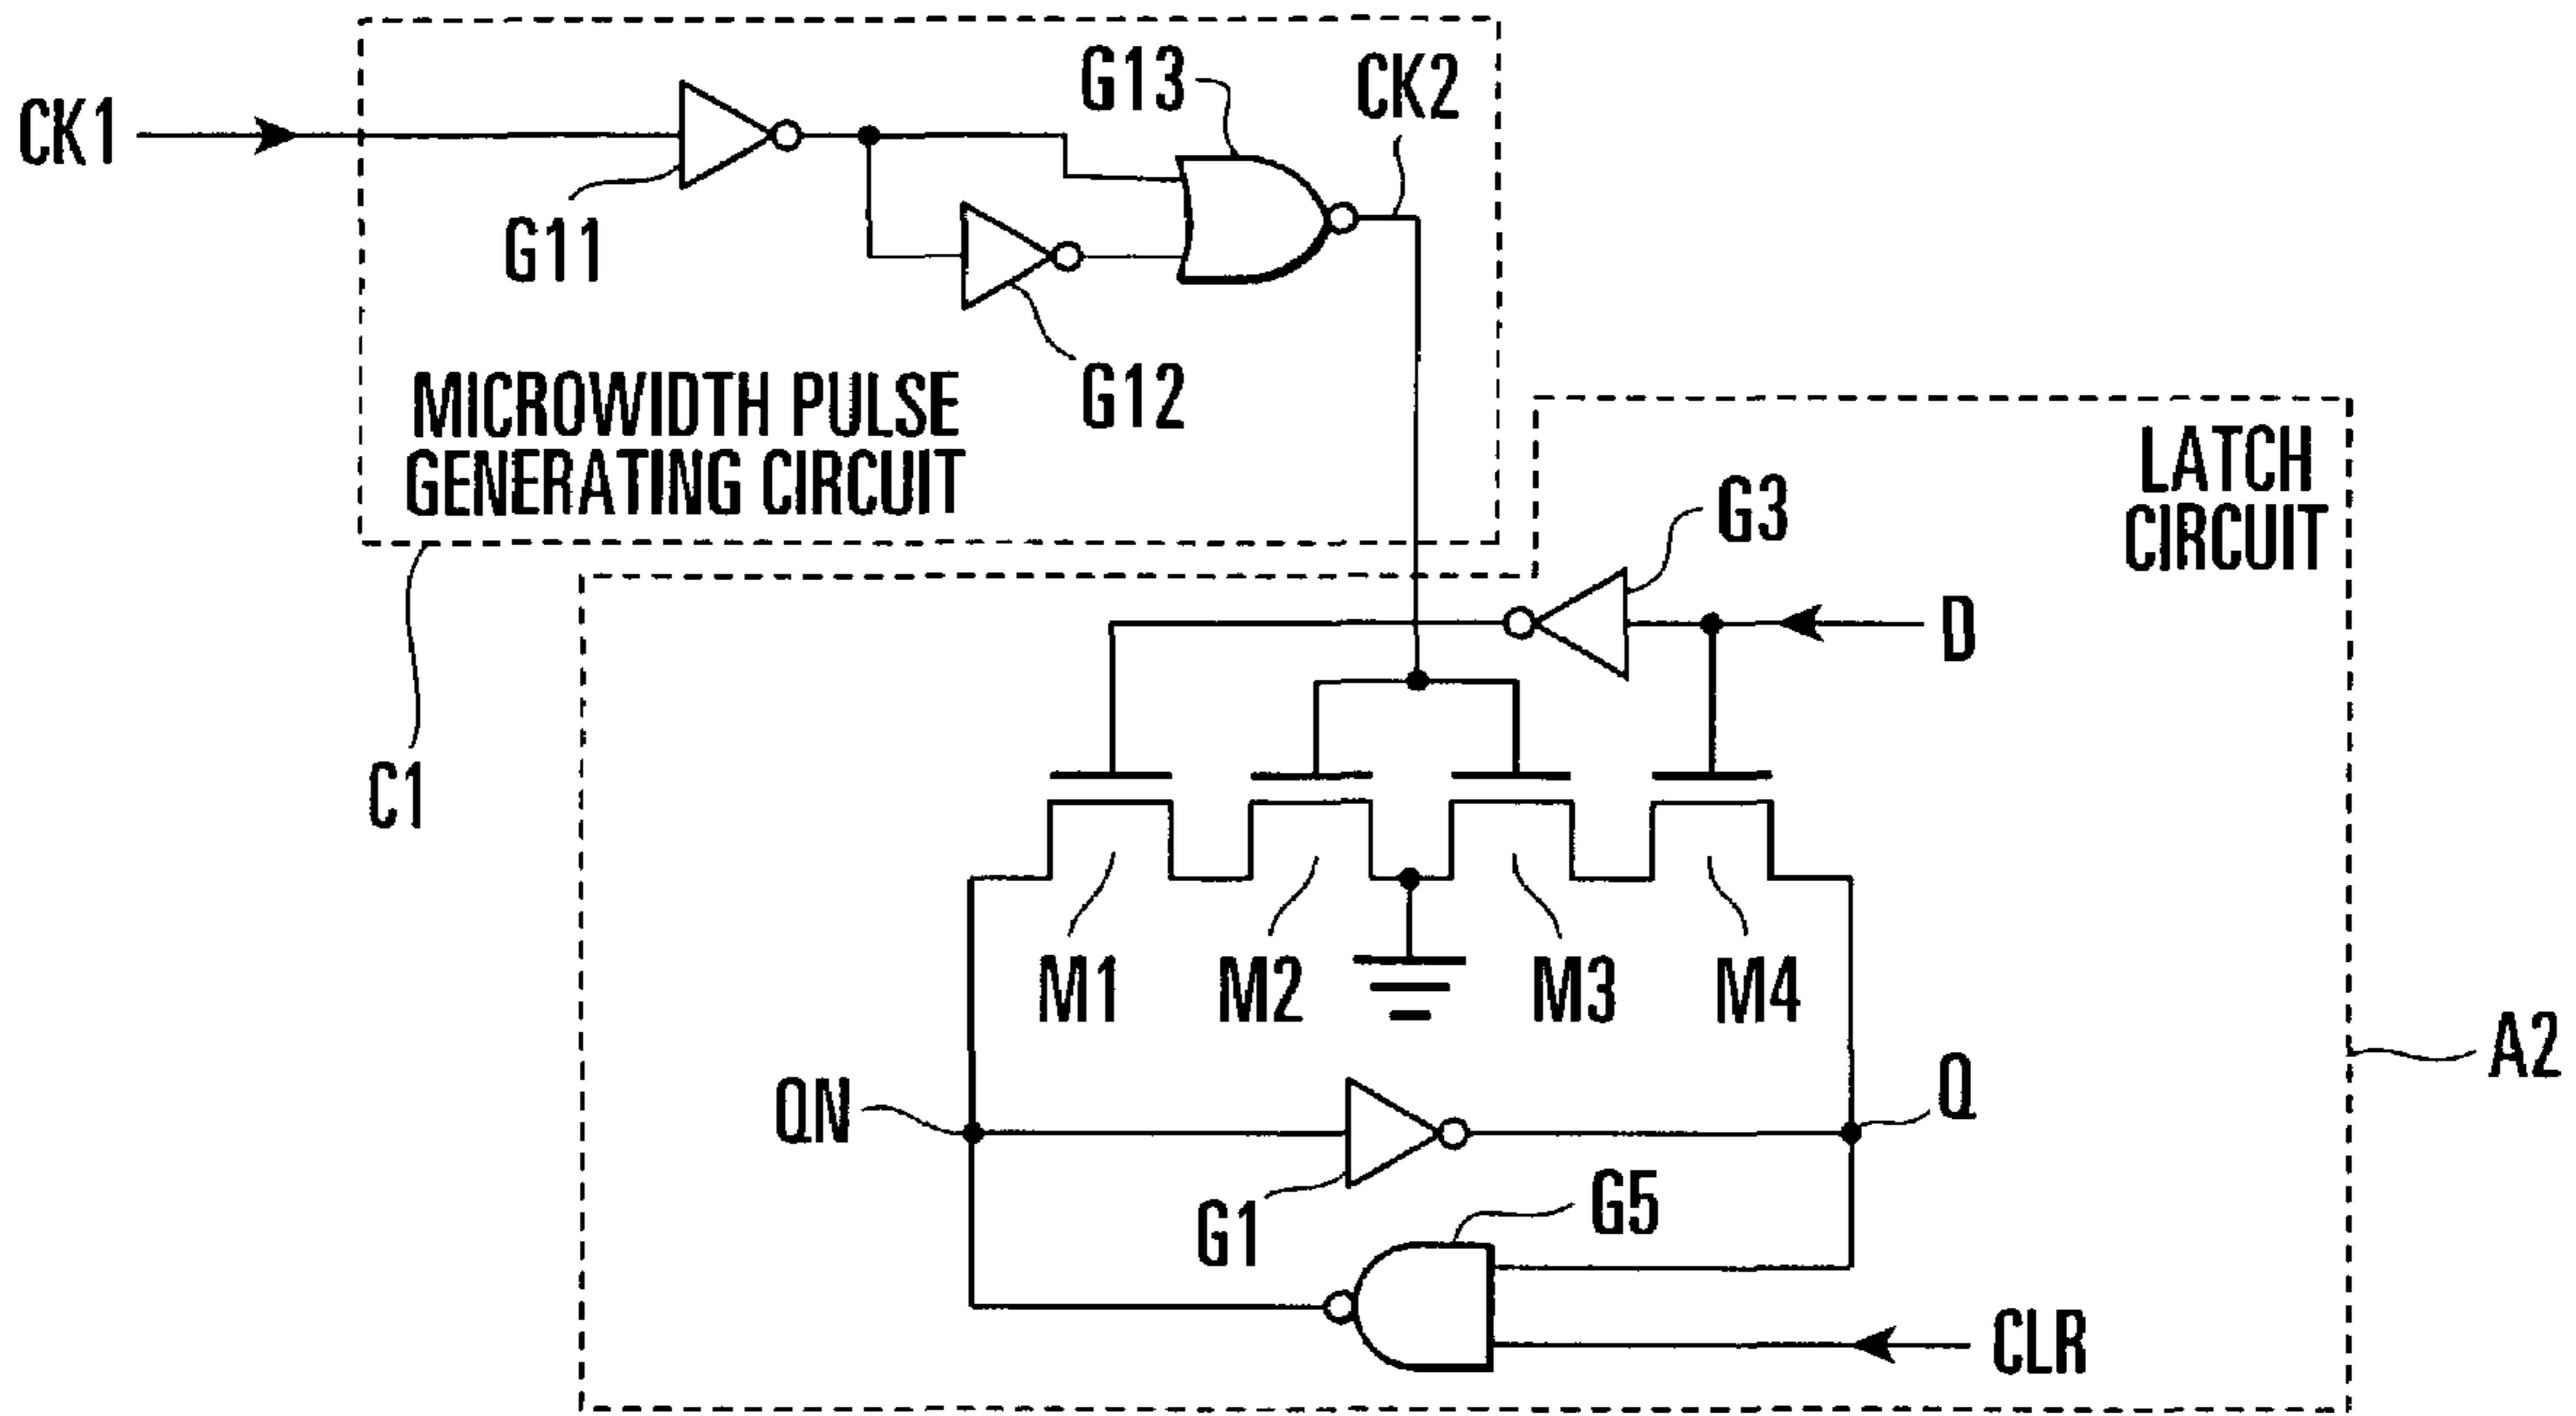 CK1
G11
G13
CK2
G12
MICROWIDTH PULSE
GENERATING CIRCUIT
C1
LATCH
CIRCUIT
G3
D
M1
M2
M3
M4
QN
Q
A2
G1
G5
CLR